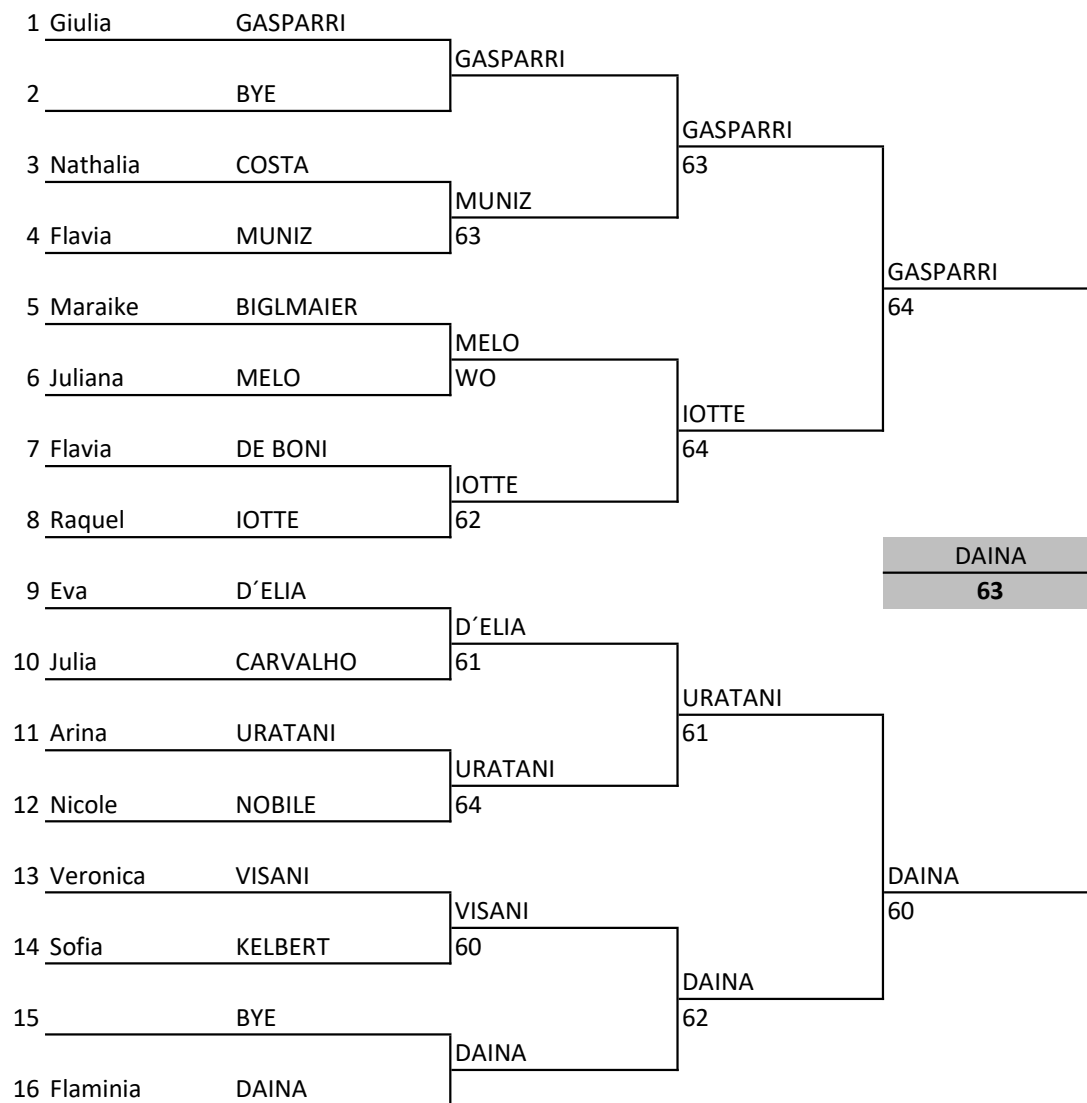 1 Giulia GASPARRI
GASPARRI
2 BYE
GASPARRI
3 Nathalia COSTA
63
MUNIZ
4 Flavia MUNIZ
63
GASPARRI
5 Maraike BIGLMAIER
64
MELO
6 Juliana MELO
WO
IOTTE
7 Flavia DE BONI
64
IOTTE
8 Raquel IOTTE
62
DAINA
9 Eva D´ELIA
63
D´ELIA
10 Julia CARVALHO
61
URATANI
11 Arina URATANI
61
URATANI
12 Nicole NOBILE
64
13 Veronica VISANI
DAINA
VISANI
60
14 Sofia KELBERT
60
DAINA
15 BYE
62
DAINA
16 Flaminia DAINA